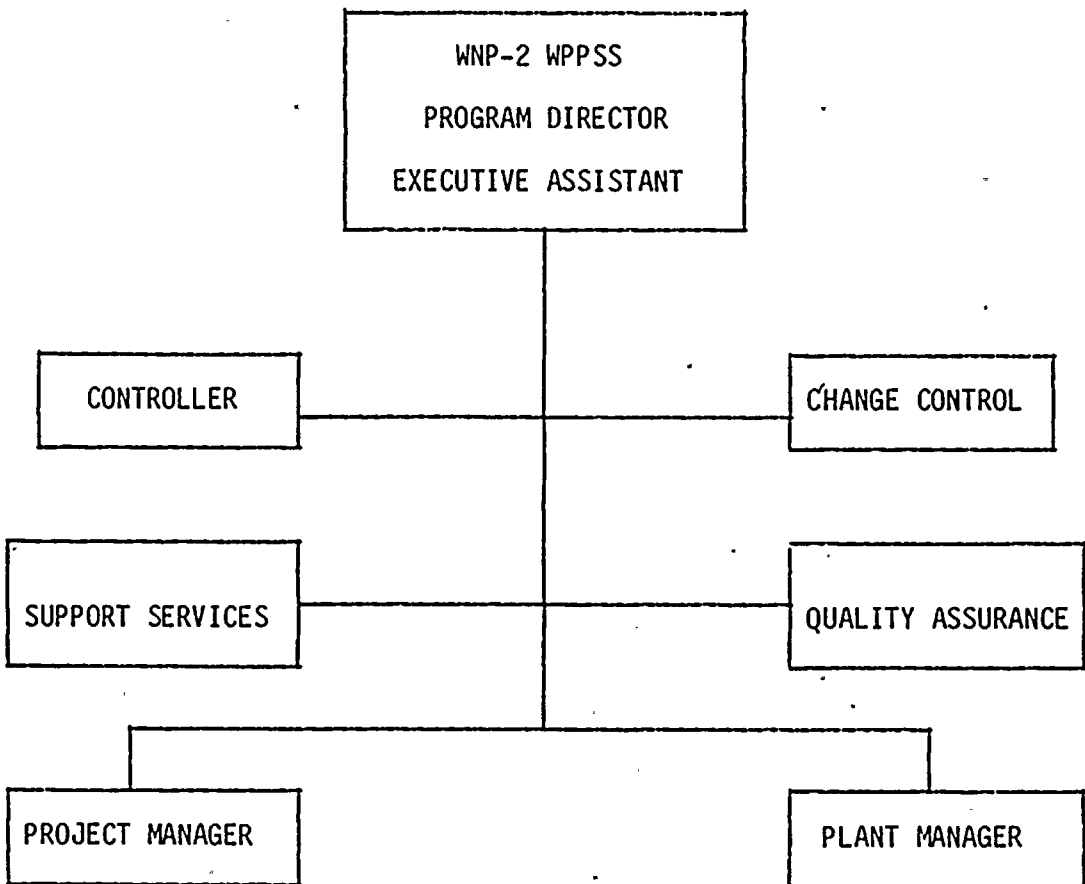 WNP-2 WPPSS
PROGRAM DIRECTOR
EXECUTIVE ASSISTANT
CONTROLLER
CHANGE CONTROL
SUPPORT SERVICES
QUALITY ASSURANCE
PROJECT MANAGER
PLANT MANAGER